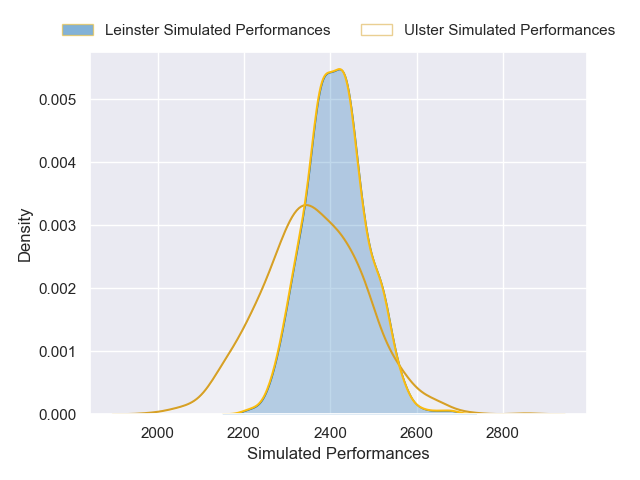 Leinster Simulated Performances Ulster Simulated Performances
0.005
0.004
0.003
0.002
0.001
0.000
Density
2000 2200 2400 2600 2800
Simulated Performances